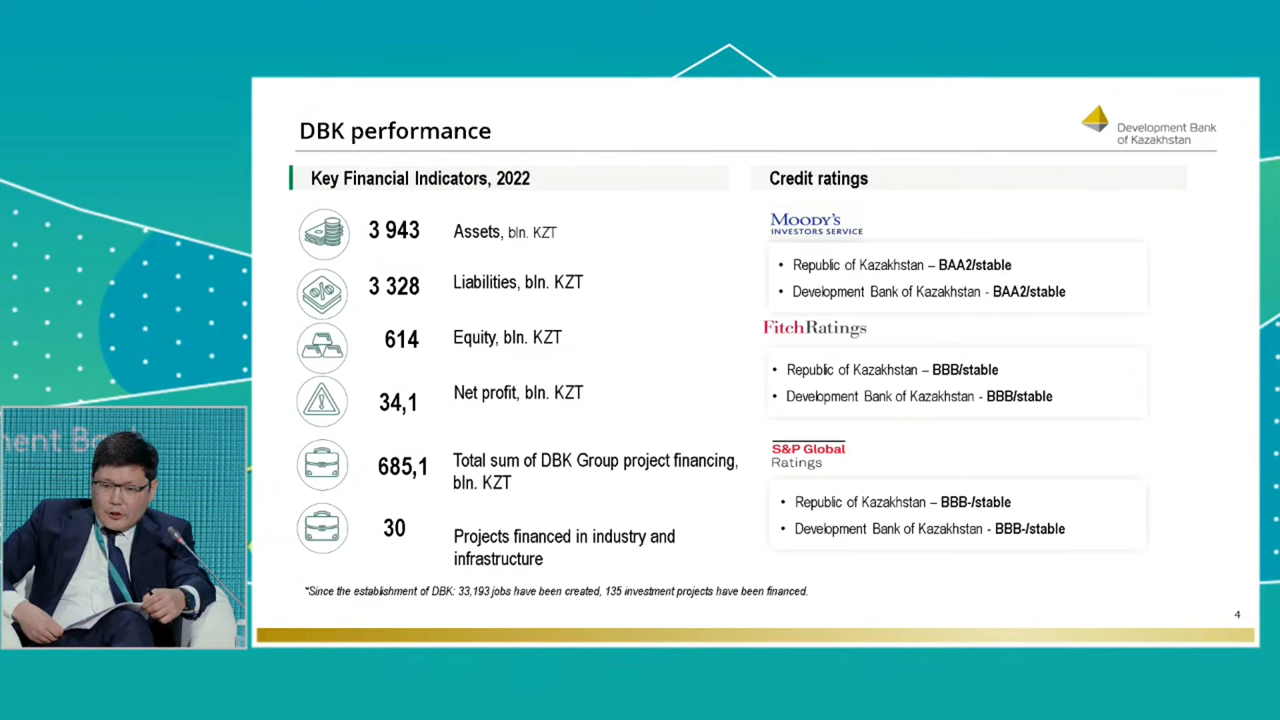 DBK performance
Development Bank
of Kazakhstan
Key Financial Indicators, 2022
3 943 Assets, bln. KZT
3 328 Liabilities, bln. KZT
614 Equity, bln. KZT
34,1 Net profit, bln. KZT
685,1 Total sum of DBK Group project financing,
bln. KZT
30 Projects financed in industry and
infrastructure
Credit ratings
MOODY'S
INVESTORS SERVICE
• Republic of Kazakhstan – BAA2/stable
• Development Bank of Kazakhstan - BAA2/stable
FitchRatings
• Republic of Kazakhstan – BBB/stable
• Development Bank of Kazakhstan - BBB/stable
S&P Global
Ratings
• Republic of Kazakhstan – BBB-/stable
• Development Bank of Kazakhstan - BBB-/stable
*Since the establishment of DBK: 33,193 jobs have been created, 135 investment projects have been financed.
4